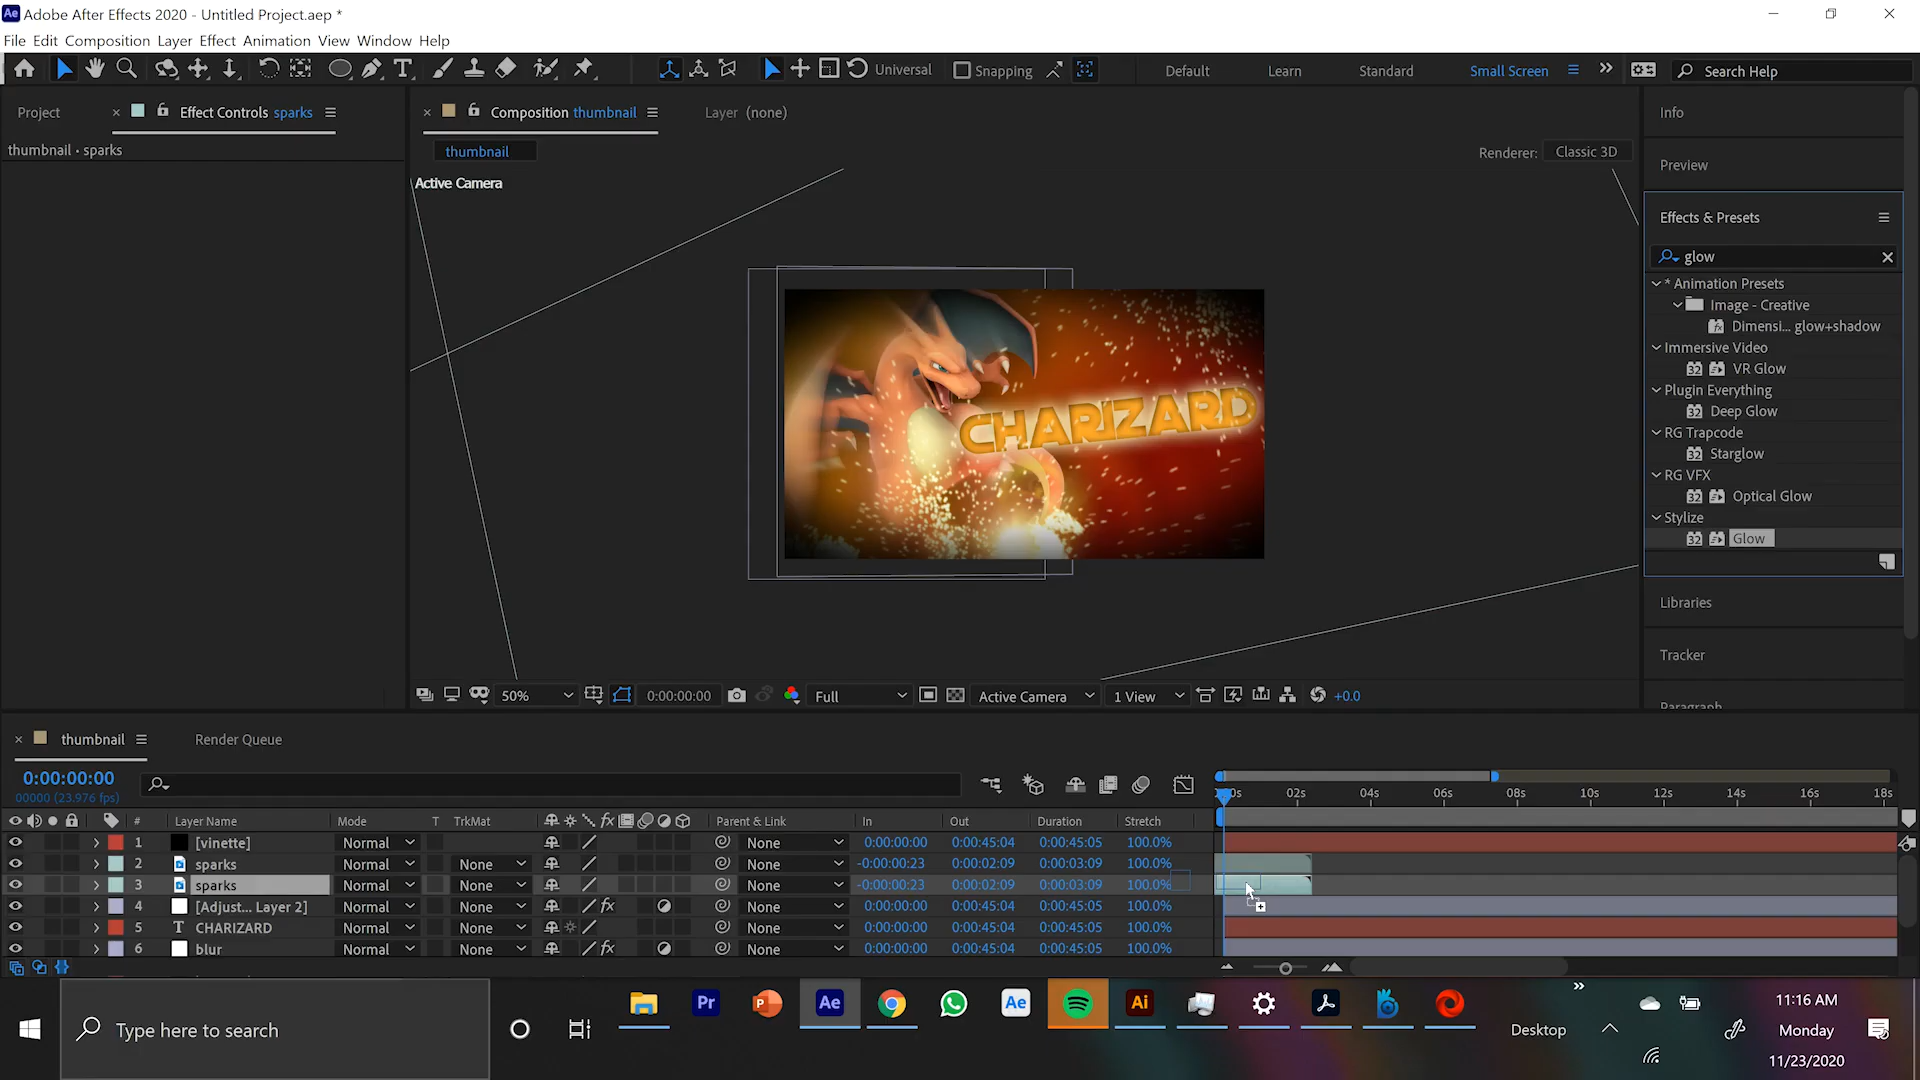 Ae Adobe After Effects 2020 - Untitled Project.aep *
File Edit Composition Layer Effect Animation View Window Help
Universal Snapping Default Learn Standard Small Screen Search Help
Project Effect Controls sparks Composition thumbnail Layer (none) Info
thumbnail • sparks thumbnail Renderer: Classic 3D
Active Camera
Preview
Effects & Presets
glow
* Animation Presets
Image - Creative
Dimensi... glow+shadow
Immersive Video
VR Glow
Plugin Everything
Deep Glow
RG Trapcode
Starglow
RG VFX
Optical Glow
Stylize
Glow
CHARIZARD
Libraries
Tracker
Paragraph
50% 0:00:00:00 Full Active Camera 1 View +0.0
thumbnail Render Queue
0:00:00:00
00000 (23.976 fps)
02s 04s 06s 08s 10s 12s 14s 16s 18s
# Layer Name Mode T TrkMat fx Parent & Link In Out Duration Stretch
1 [vinette] Normal None 0:00:00:00 0:00:45:04 0:00:45:05 100.0%
2 sparks Normal None None -0:00:00:23 0:00:02:09 0:00:03:09 100.0%
3 sparks Normal None None -0:00:00:23 0:00:02:09 0:00:03:09 100.0%
4 [Adjust... Layer 2] Normal None fx None 0:00:00:00 0:00:45:04 0:00:45:05 100.0%
5 T CHARIZARD Normal None None 0:00:00:00 0:00:45:04 0:00:45:05 100.0%
6 blur Normal None fx None 0:00:00:00 0:00:45:04 0:00:45:05 100.0%
Type here to search Pr Ae Ae Ai Desktop
11:16 AM
Monday
11/23/2020